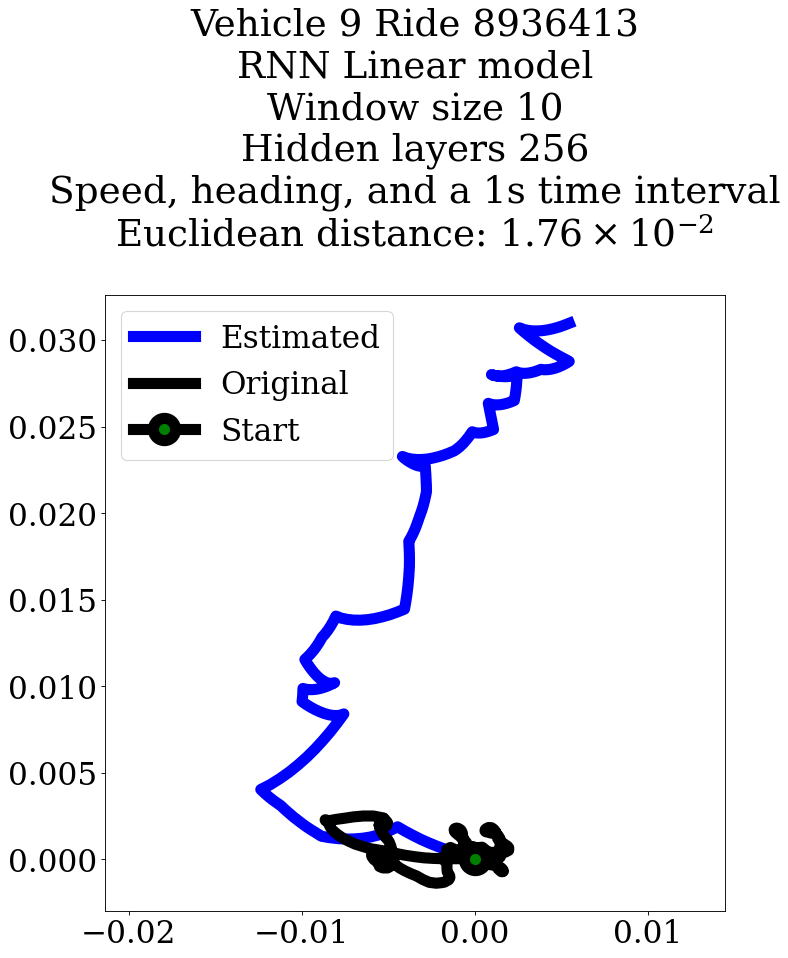 Vehicle 9 Ride 8936413
RNN Linear model
Window size 10
Hidden layers 256
Speed, heading, and a 1s time interval
Euclidean distance: 1.76 × 10⁻²
Estimated
Original
Start
0.030
0.025
0.020
0.015
0.010
0.005
0.000
−0.02
−0.01
0.00
0.01